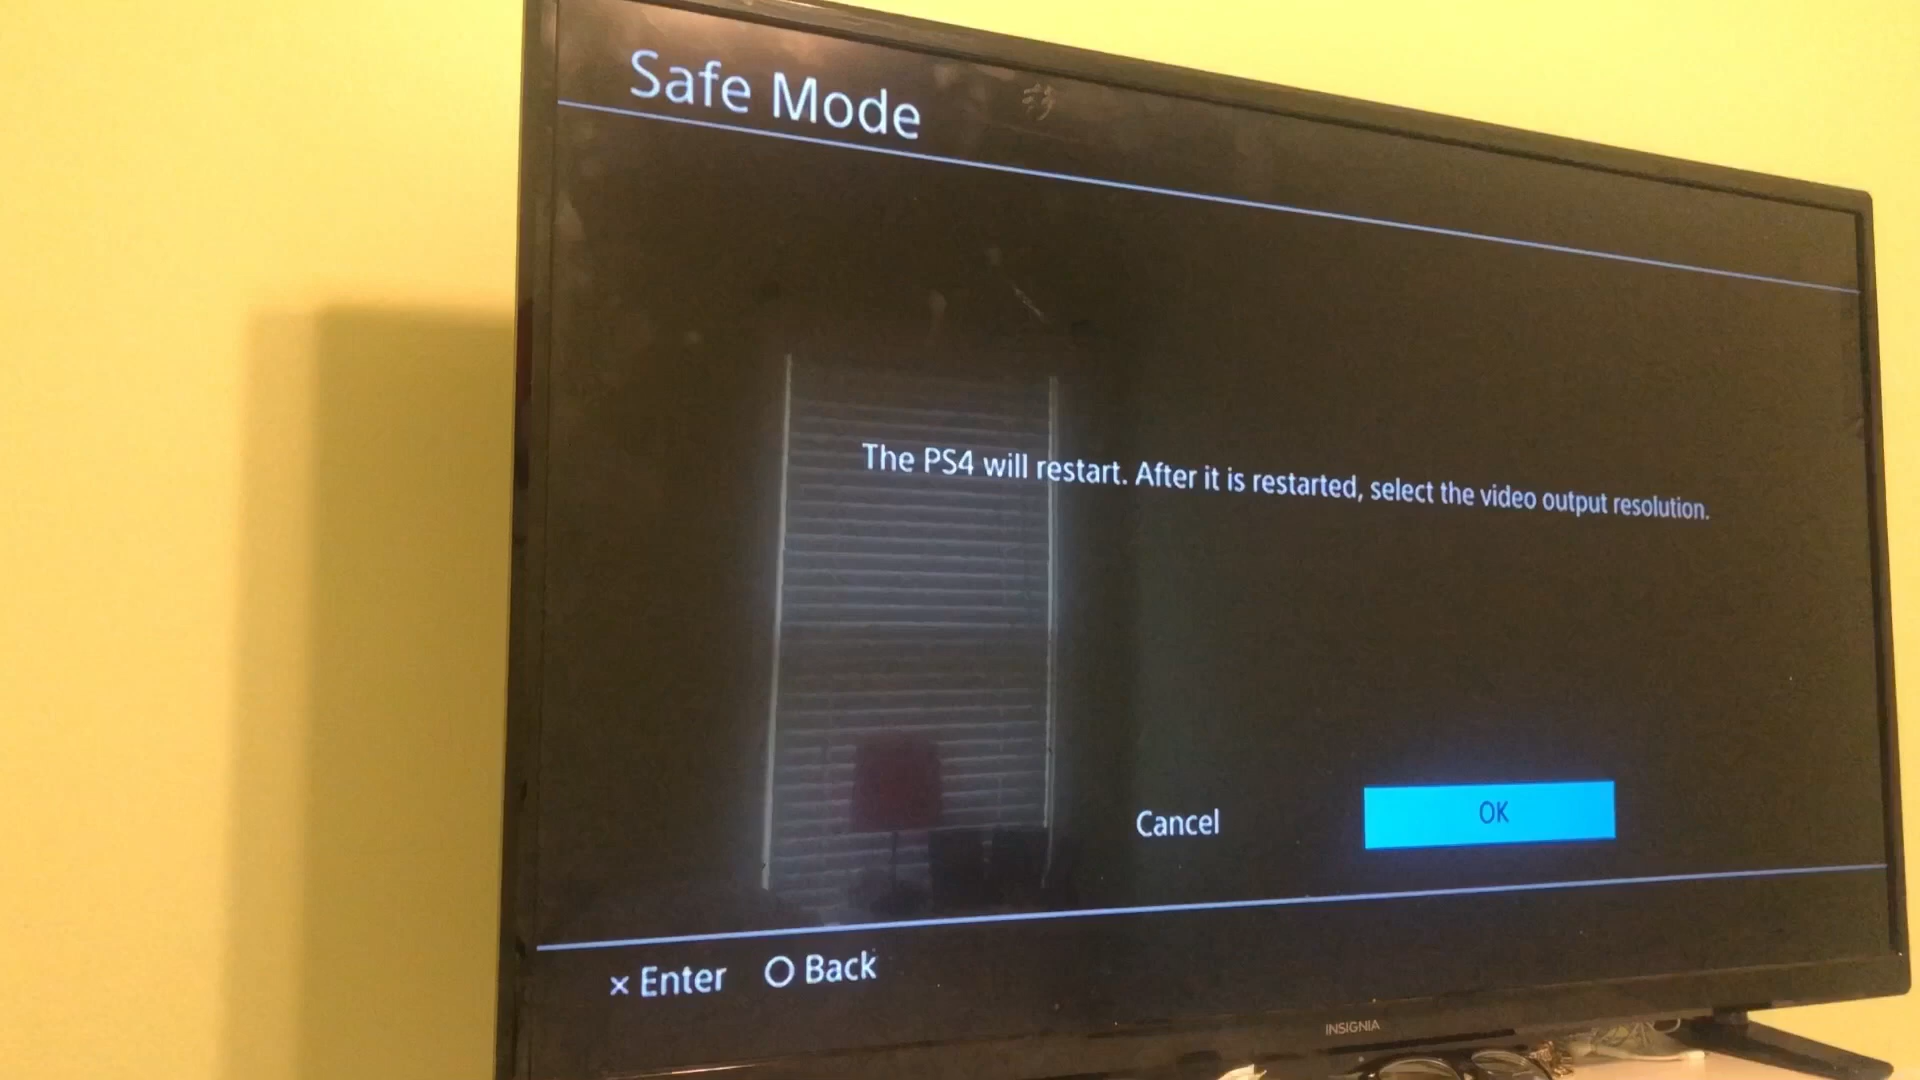 Safe Mode
The PS4 will restart. After it is restarted, select the video output resolution.
Cancel
OK
× Enter ○ Back
INSIGNIA